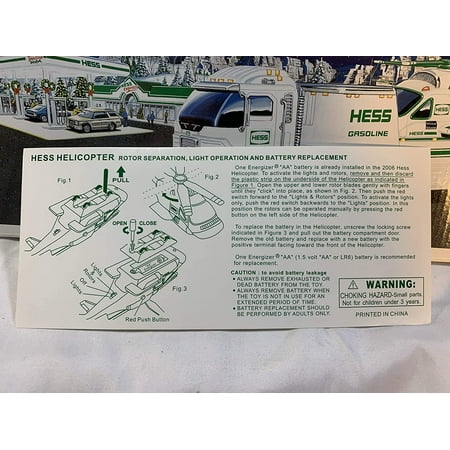 HESS
GASOLINE
HESS HELICOPTER ROTOR SEPARATION, LIGHT OPERATION AND BATTERY REPLACEMENT
Fig.1
PULL
Fig.2
OPEN
CLOSE
Lights & Rotors
Lights
Fig.3
Red Push Button
One Energizer® "AA" battery is already installed in the 2006 Hess
Helicopter. To activate the lights and rotors, remove and then discard
a plastic strip on the underside of the Helicopter as indicated in
Figure 1. Open the upper and lower rotor blades gently with fingers
until they "click" into place, as shown in Fig. 2. Then push the red
switch forward to the "Lights & Rotors" position. To activate lights
only, push the red switch backwards to the "Lights" position. In this
position the rotors can be operated manually by pressing the red
button on the left side of the Helicopter.
To replace the battery in the Helicopter, unscrew the locking screw
indicated in Figure 3 and pull out the battery compartment door.
Remove the old battery and replace with a new battery with the
positive terminal facing toward the front of the Helicopter.
One Energizer® "AA" (1.5 volt "AA" or LR6) battery is recommended
for replacement.
CAUTION : to avoid battery leakage
• ALWAYS REMOVE EXHAUSTED OR
DEAD BATTERY FROM THE TOY.
• ALWAYS REMOVE BATTERY WHEN
THE TOY IS NOT IN USE FOR AN
EXTENDED PERIOD OF TIME.
• BATTERY REPLACEMENT SHOULD
BE PERFORMED BY ADULTS ONLY.
WARNING:
CHOKING HAZARD-Small parts.
Not for children under 3 years.
PRINTED IN CHINA